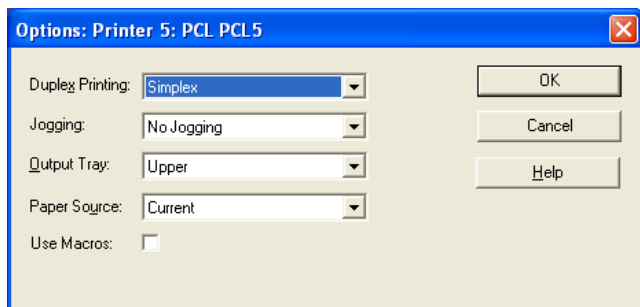 Options: Printer 5: PCL PCL5
Duplex Printing: Simplex OK
Jogging: No Jogging Cancel
Output Tray: Upper Help
Paper Source: Current
Use Macros: